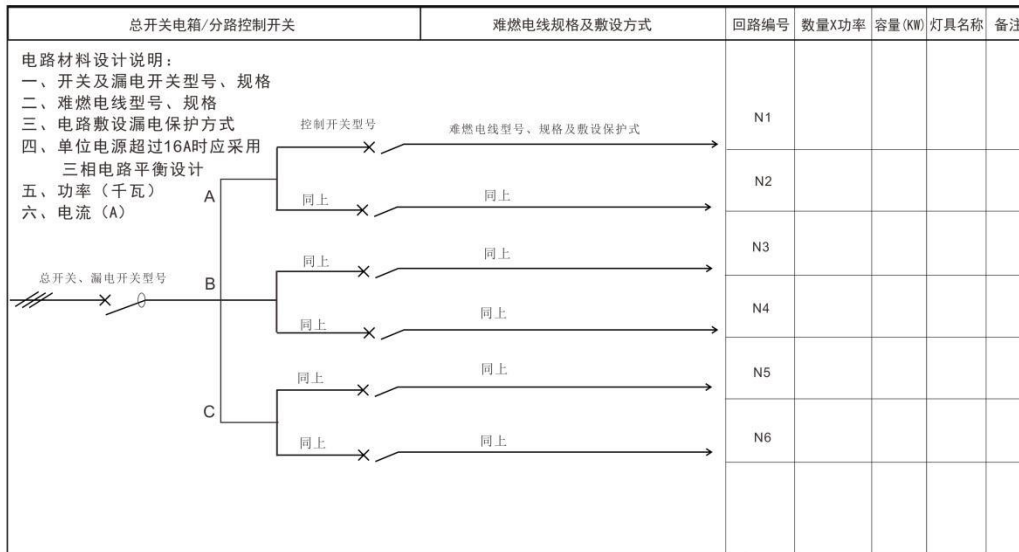 总开关电箱/分路控制开关 难燃电线规格及敷设方式 回路编号 数量X功率 容量(KW) 灯具名称 备注
电路材料设计说明：
一、开关及漏电开关型号、规格
二、难燃电线型号、规格
三、电路敷设漏电保护方式
四、单位电源超过16A时应采用
三相电路平衡设计
五、功率（千瓦）
六、电流（A）
控制开关型号 难燃电线型号、规格及敷设保护式 N1
A
同上 同上 N2
总开关、漏电开关型号
B
同上 同上 N3
同上 同上 N4
C
同上 同上 N5
同上 同上 N6